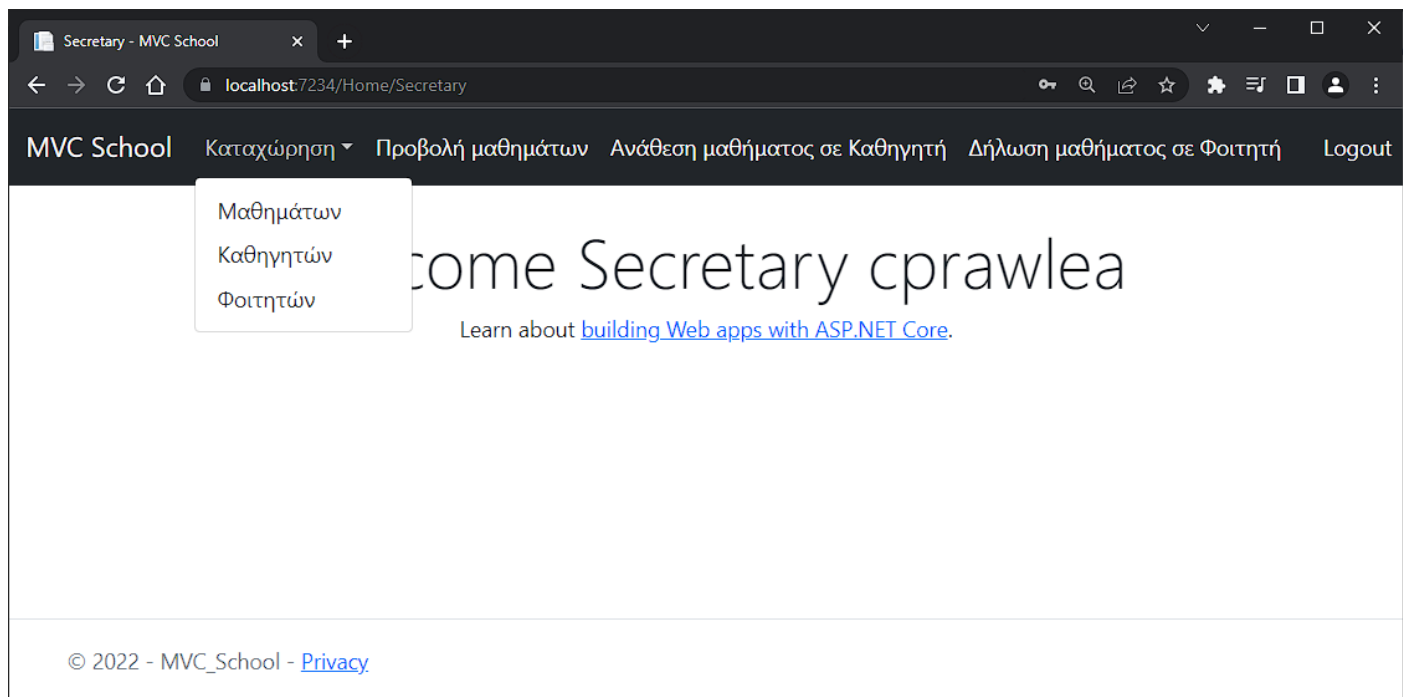 Secretary - MVC School
localhost:7234/Home/Secretary
MVC School Καταχώρηση Προβολή μαθημάτων Ανάθεση μαθήματος σε Καθηγητή Δήλωση μαθήματος σε Φοιτητή Logout
Μαθημάτων
Καθηγητών
Φοιτητών
come Secretary cprawlea
Learn about building Web apps with ASP.NET Core.
© 2022 - MVC_School - Privacy